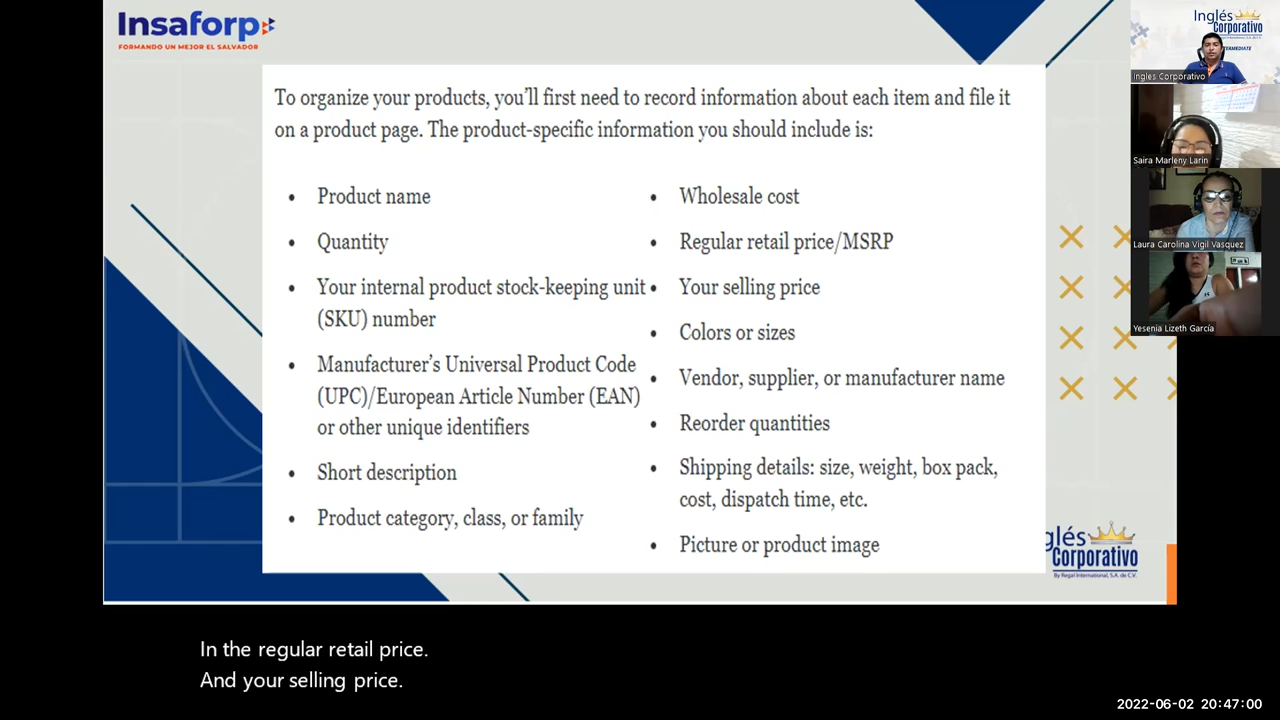 Insaforp
FORMANDO UN MEJOR EL SALVADOR
To organize your products, you'll first need to record information about each item and file it
on a product page. The product-specific information you should include is:
• Product name
• Quantity
• Your internal product stock-keeping unit
(SKU) number
• Manufacturer's Universal Product Code
(UPC)/European Article Number (EAN)
or other unique identifiers
• Short description
• Product category, class, or family
• Wholesale cost
• Regular retail price/MSRP
• Your selling price
• Colors or sizes
• Vendor, supplier, or manufacturer name
• Reorder quantities
• Shipping details: size, weight, box pack,
cost, dispatch time, etc.
• Picture or product image
Inglés
Corporativo
Ingles Corporativo
Saira Marleny Larin
Laura Carolina Vigil Vasquez
Yesenia Lizeth García
glés
Corporativo
By Regal International, S.A. de C.V.
In the regular retail price.
And your selling price.
2022-06-02 20:47:00